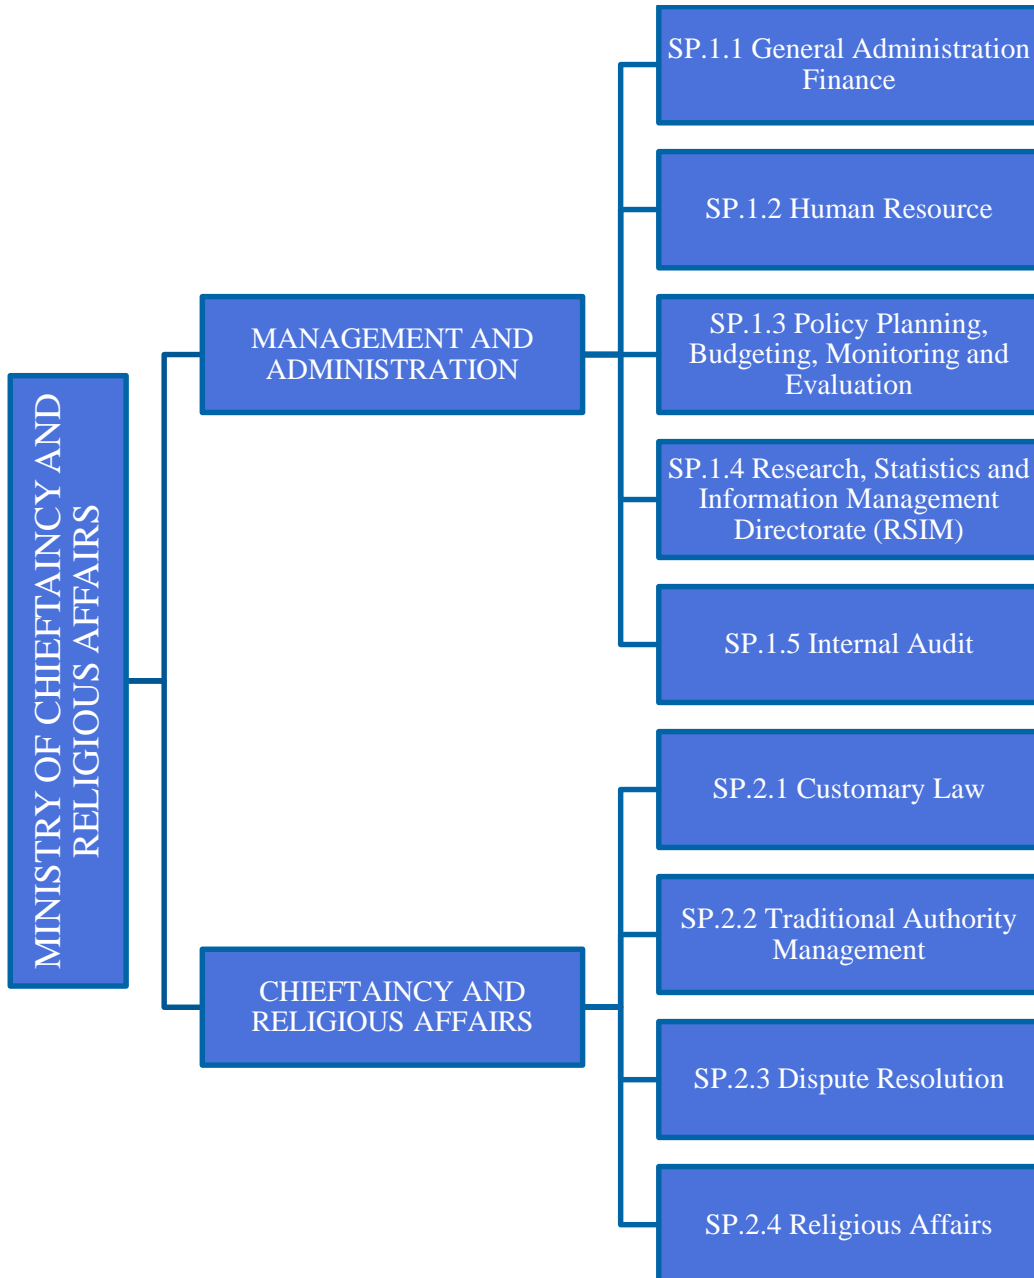 MINISTRY OF CHIEFTAINCY AND
RELIGIOUS AFFAIRS
MANAGEMENT AND
ADMINISTRATION
SP.1.1 General Administration
Finance
SP.1.2 Human Resource
SP.1.3 Policy Planning,
Budgeting, Monitoring and
Evaluation
SP.1.4 Research, Statistics and
Information Management
Directorate (RSIM)
SP.1.5 Internal Audit
CHIEFTAINCY AND
RELIGIOUS AFFAIRS
SP.2.1 Customary Law
SP.2.2 Traditional Authority
Management
SP.2.3 Dispute Resolution
SP.2.4 Religious Affairs